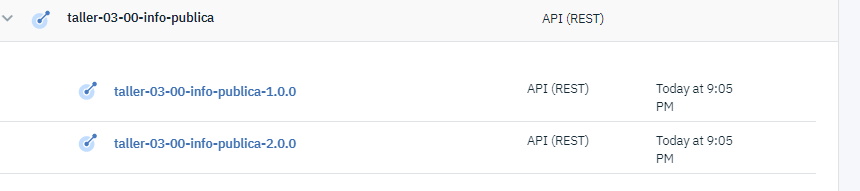 taller-03-00-info-publica API (REST)
taller-03-00-info-publica-1.0.0 API (REST) Today at 9:05
PM
taller-03-00-info-publica-2.0.0 API (REST) Today at 9:05
PM